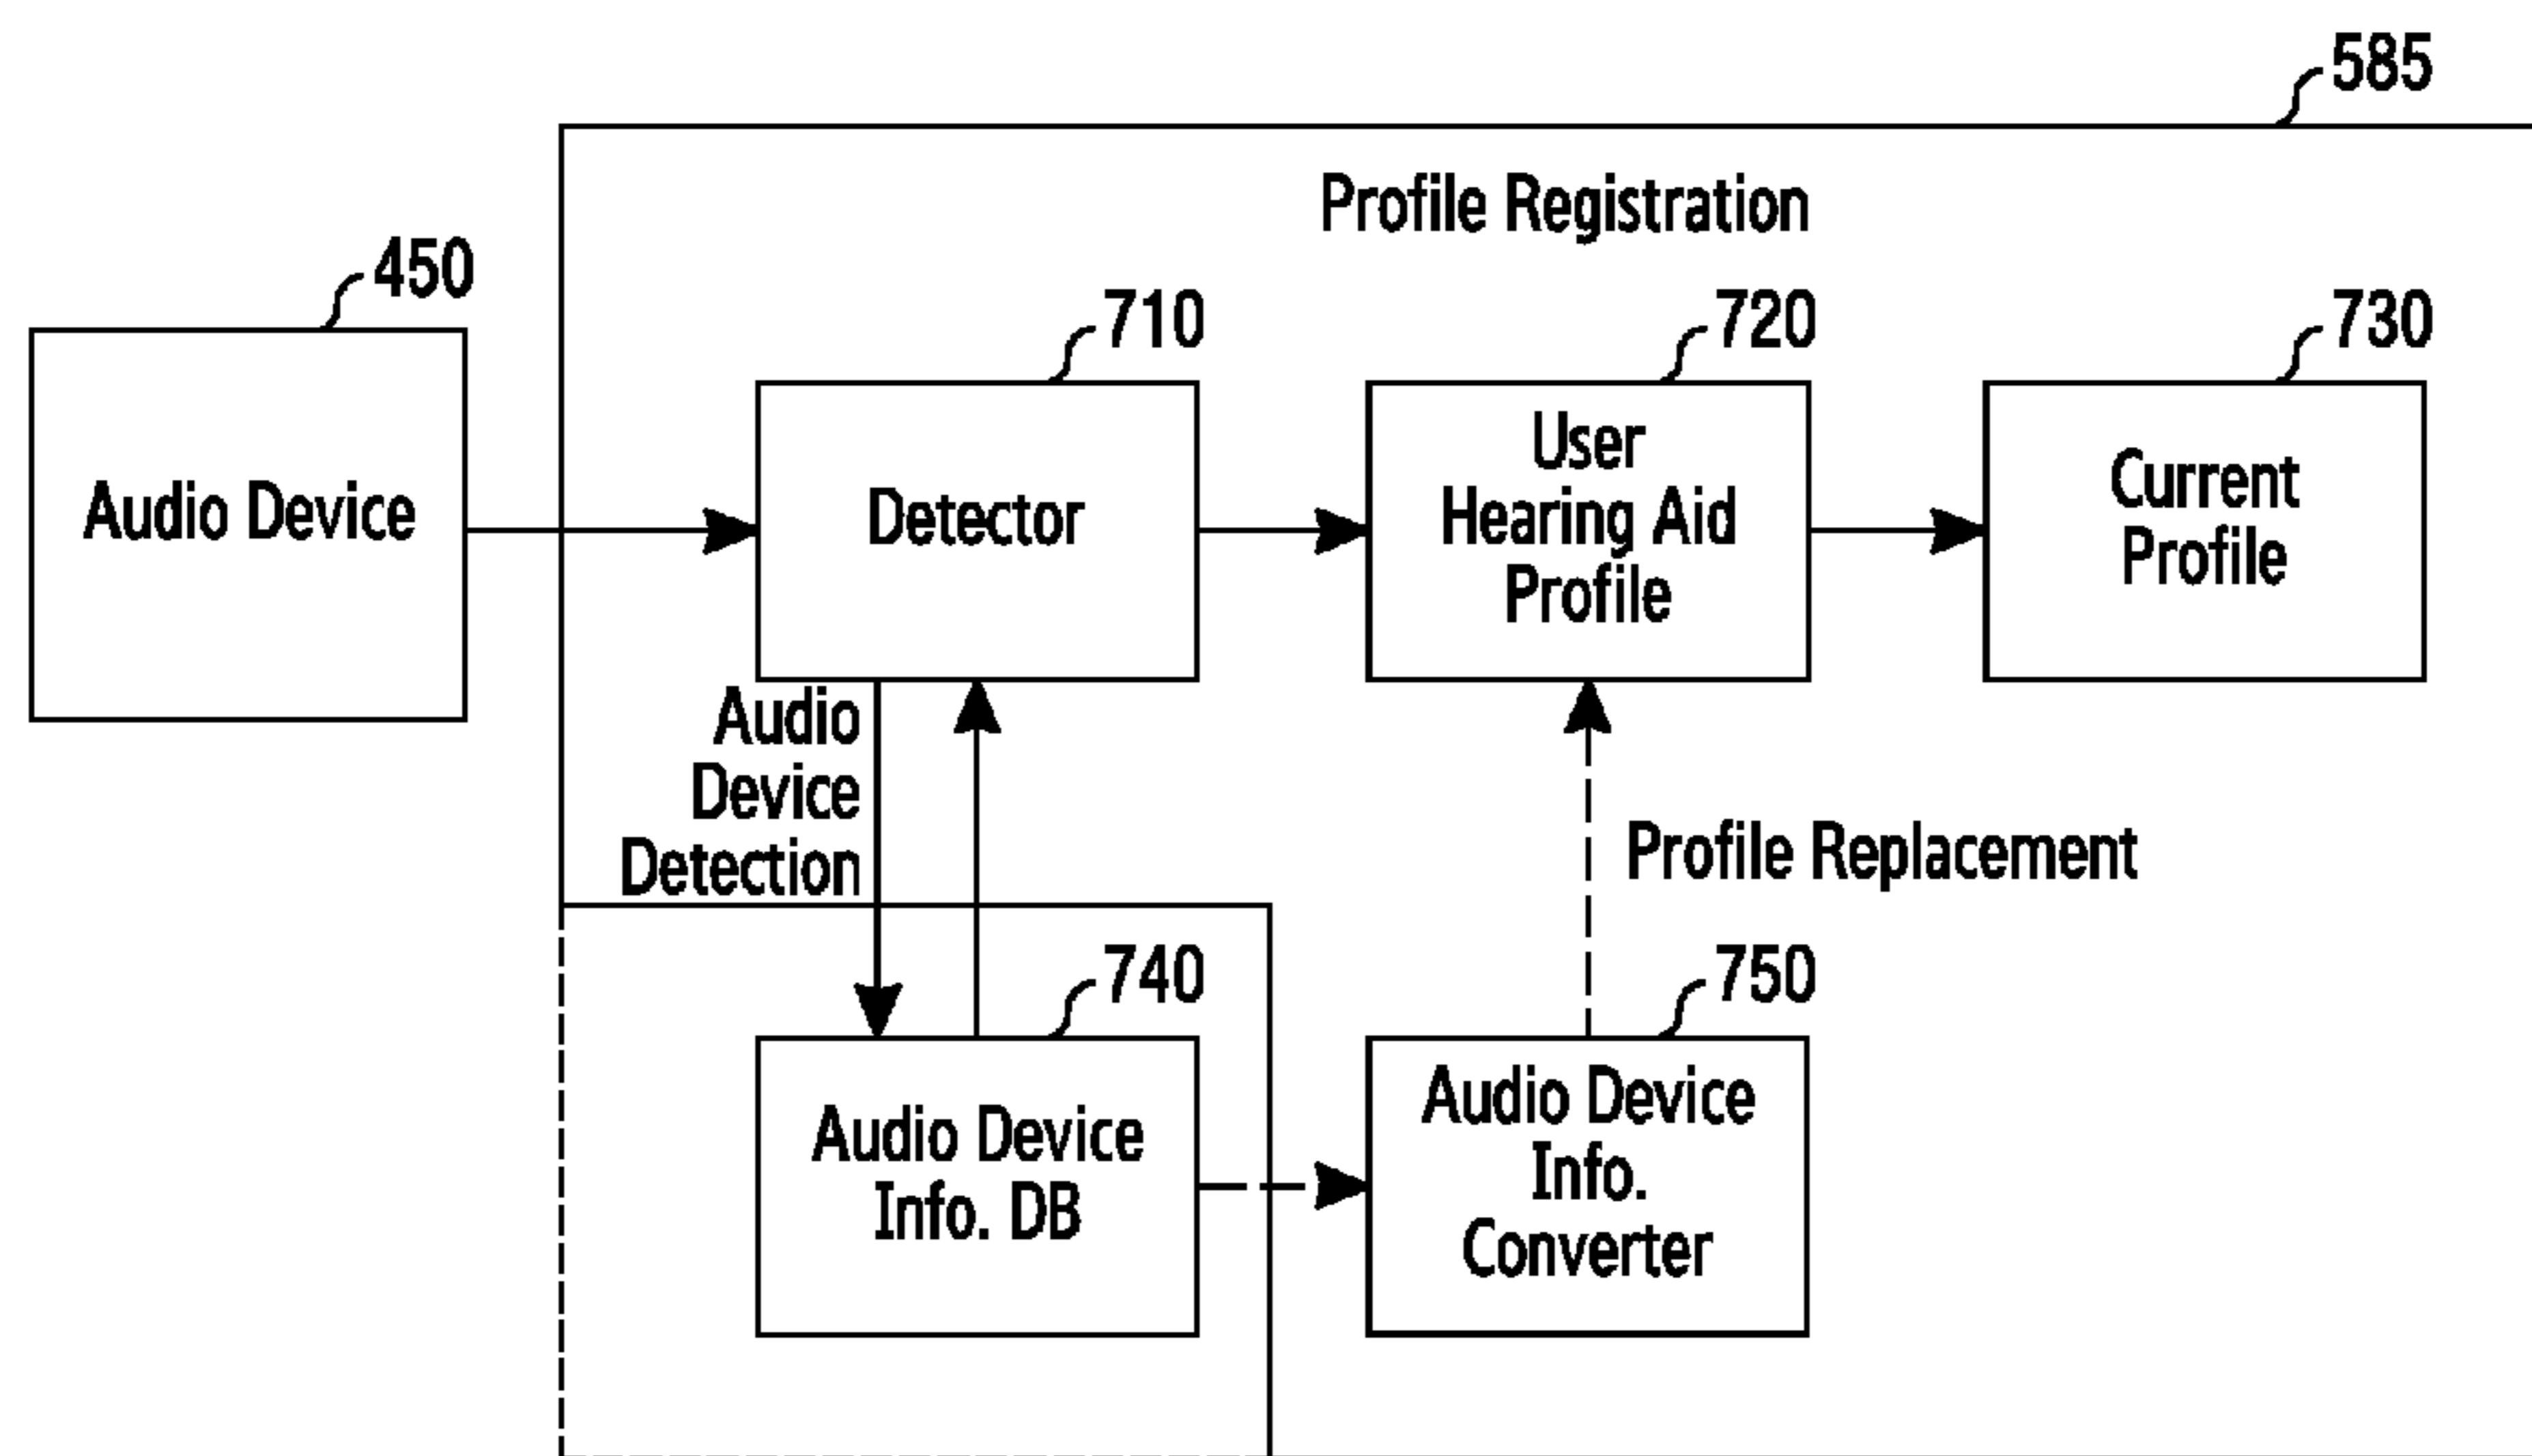 585
Profile Registration
450
710
720
730
Audio Device
Detector
User
Hearing Aid
Profile
Current
Profile
Audio
Device
Detection
Profile Replacement
740
750
Audio Device
Info. DB
Audio Device
Info.
Converter